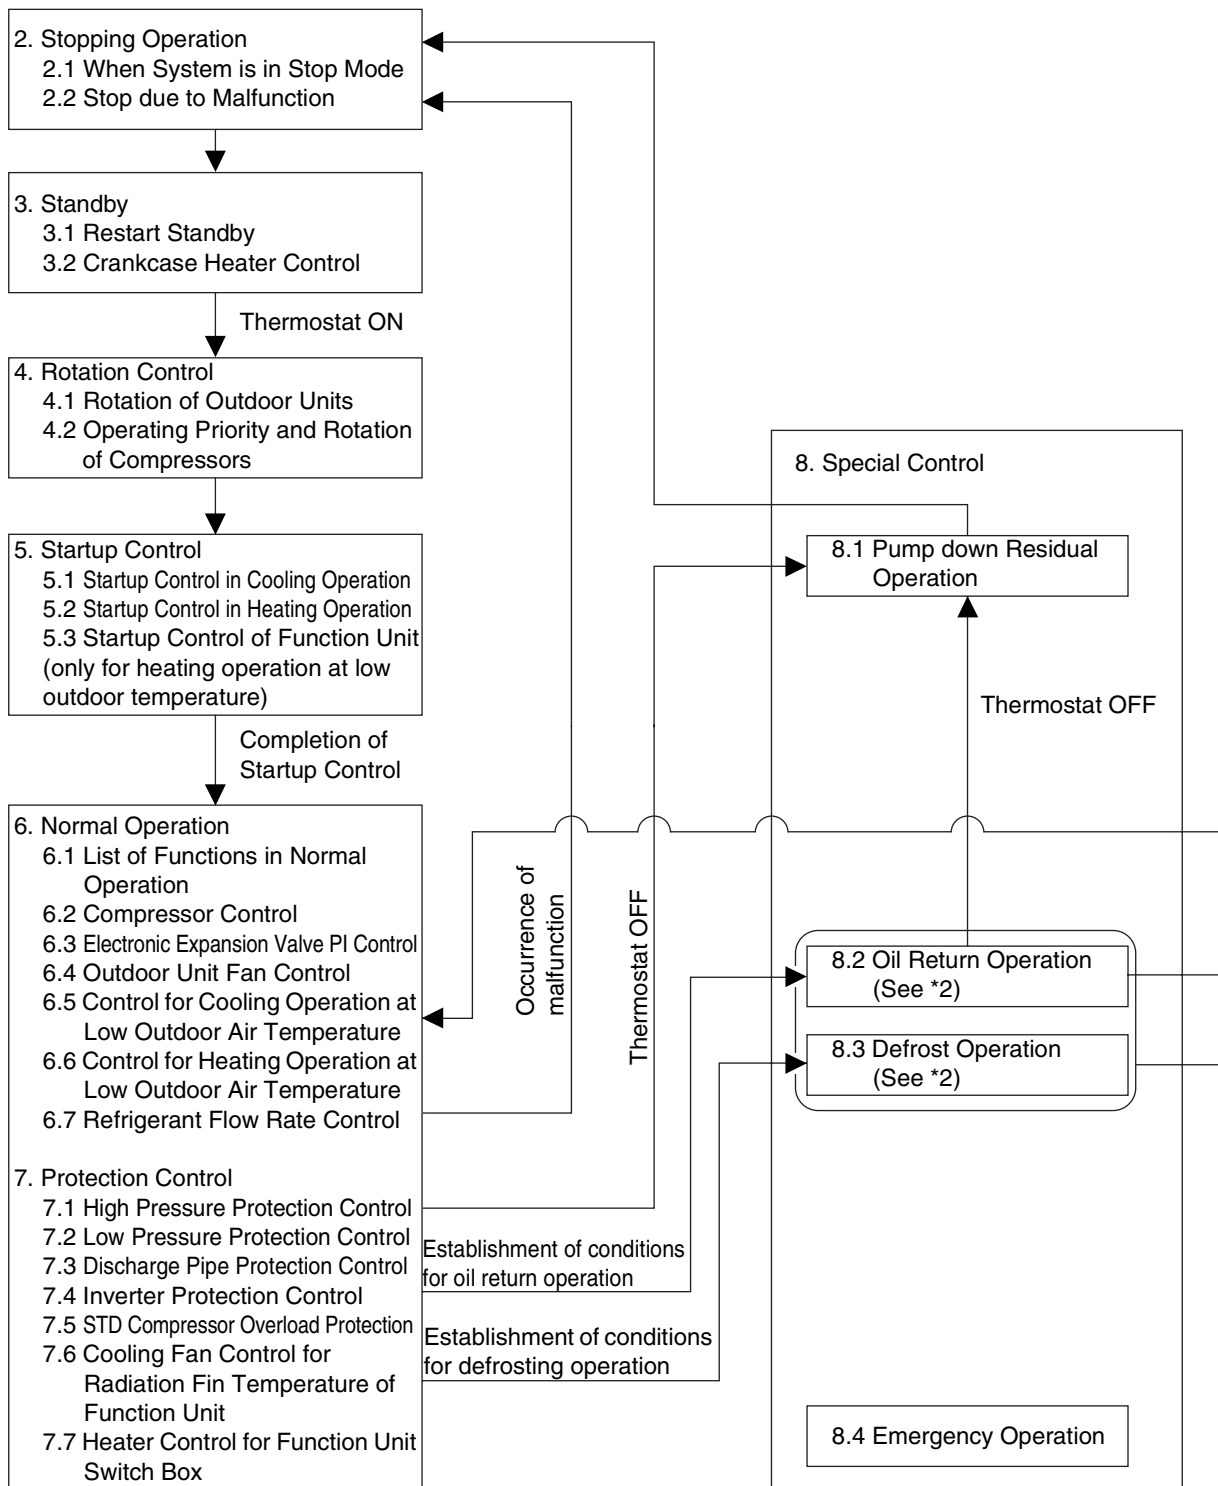 2. Stopping Operation
2.1 When System is in Stop Mode
2.2 Stop due to Malfunction
3. Standby
3.1 Restart Standby
3.2 Crankcase Heater Control
Thermostat ON
4. Rotation Control
4.1 Rotation of Outdoor Units
4.2 Operating Priority and Rotation
of Compressors
5. Startup Control
5.1 Startup Control in Cooling Operation
5.2 Startup Control in Heating Operation
5.3 Startup Control of Function Unit
(only for heating operation at low
outdoor temperature)
Completion of
Startup Control
6. Normal Operation
6.1 List of Functions in Normal
Operation
6.2 Compressor Control
6.3 Electronic Expansion Valve PI Control
6.4 Outdoor Unit Fan Control
6.5 Control for Cooling Operation at
Low Outdoor Air Temperature
6.6 Control for Heating Operation at
Low Outdoor Air Temperature
6.7 Refrigerant Flow Rate Control
7. Protection Control
7.1 High Pressure Protection Control
7.2 Low Pressure Protection Control
7.3 Discharge Pipe Protection Control
7.4 Inverter Protection Control
7.5 STD Compressor Overload Protection
7.6 Cooling Fan Control for
Radiation Fin Temperature of
Function Unit
7.7 Heater Control for Function Unit
Switch Box
Occurrence of
malfunction
Thermostat OFF
Establishment of conditions
for oil return operation
Establishment of conditions
for defrosting operation
8. Special Control
8.1 Pump down Residual
Operation
Thermostat OFF
8.2 Oil Return Operation
(See *2)
8.3 Defrost Operation
(See *2)
8.4 Emergency Operation